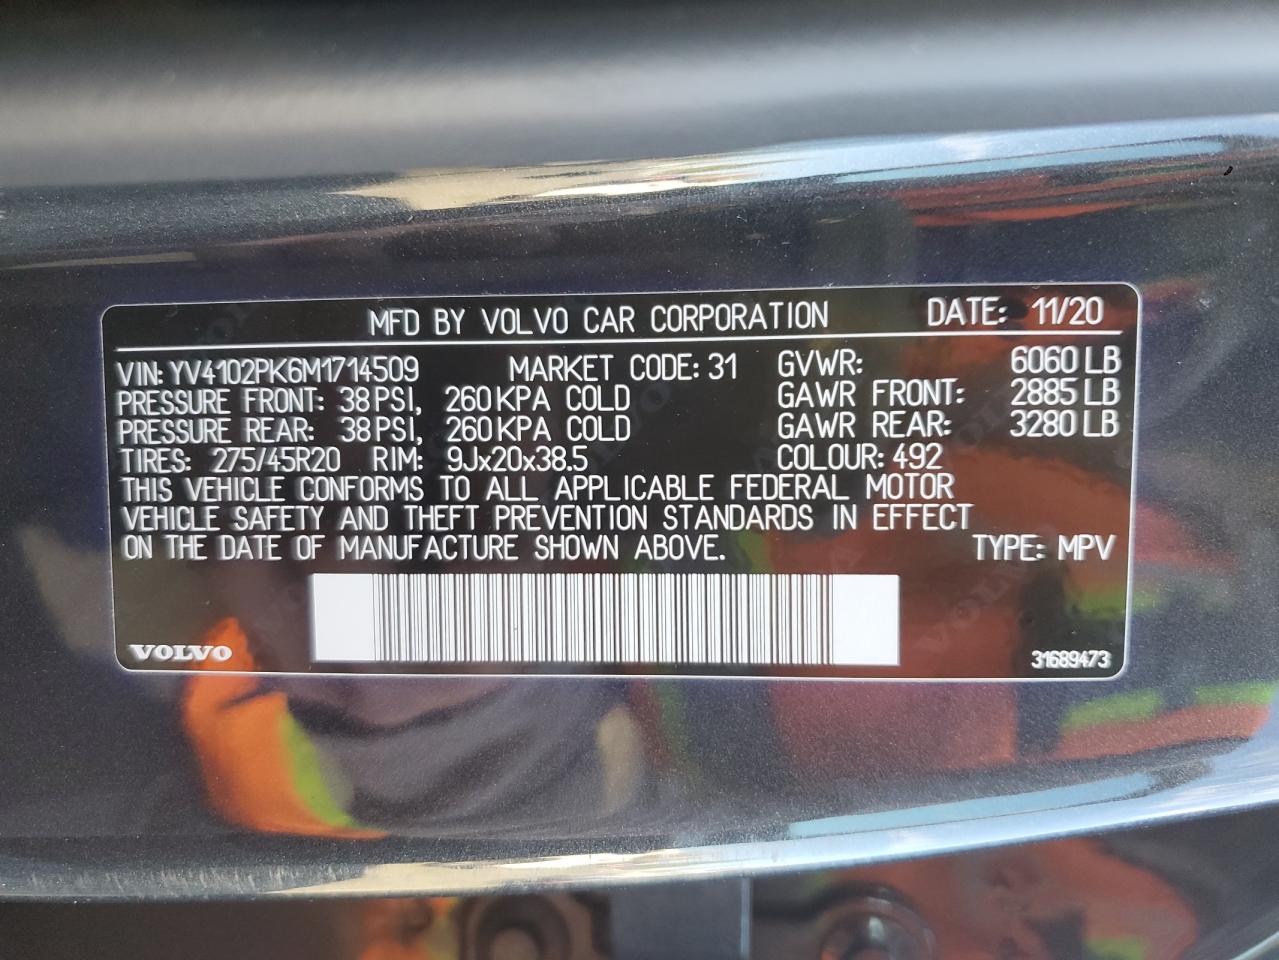 MFD BY VOLVO CAR CORPORATION DATE: 11/20
VIN: YV4102PK6M1714509 MARKET CODE: 31 GVWR: 6060 LB
PRESSURE FRONT: 38 PSI, 260 KPA COLD GAWR FRONT: 2885 LB
PRESSURE REAR: 38 PSI, 260 KPA COLD GAWR REAR: 3280 LB
TIRES: 275/45R20 RIM: 9Jx20x38.5 COLOUR: 492
THIS VEHICLE CONFORMS TO ALL APPLICABLE FEDERAL MOTOR
VEHICLE SAFETY AND THEFT PREVENTION STANDARDS IN EFFECT
ON THE DATE OF MANUFACTURE SHOWN ABOVE. TYPE: MPV
VOLVO 31689473